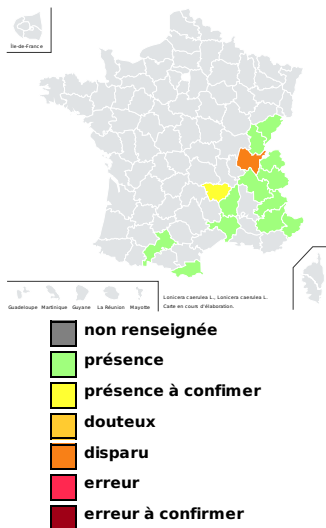 Île-de-France
Guadeloupe Martinique Guyane La Réunion Mayotte
Lonicera caerulea L., Lonicera caerulea L.
Carte en cours d'élaboration.
non renseignée
présence
présence à confimer
douteux
disparu
erreur
erreur à confirmer